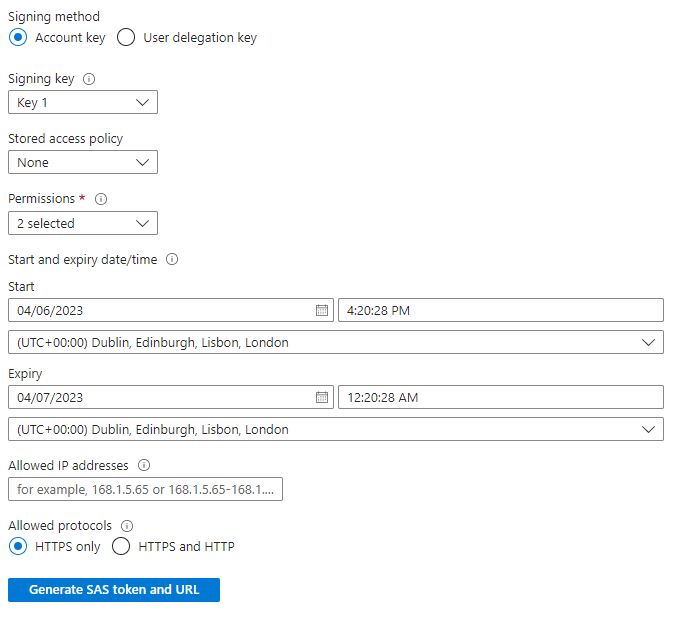 Signing method
Account key User delegation key
Signing key
Key 1
Stored access policy
None
Permissions *
2 selected
Start and expiry date/time
Start
04/06/2023 4:20:28 PM
(UTC+00:00) Dublin, Edinburgh, Lisbon, London
Expiry
04/07/2023 12:20:28 AM
(UTC+00:00) Dublin, Edinburgh, Lisbon, London
Allowed IP addresses
for example, 168.1.5.65 or 168.1.5.65-168.1....
Allowed protocols
HTTPS only HTTPS and HTTP
Generate SAS token and URL